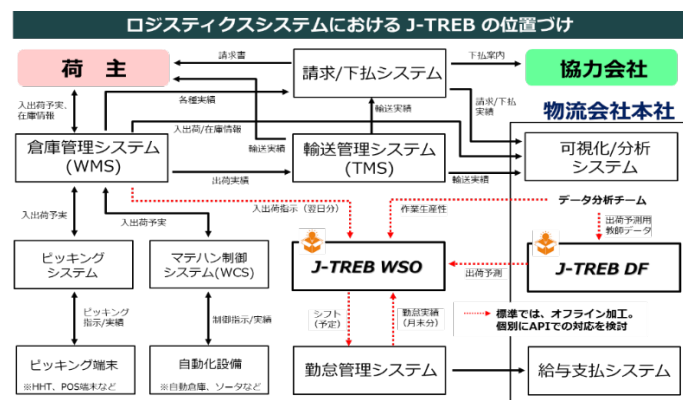 ロジスティクスシステムにおける J-TREB の位置づけ
荷 主
請求書
請求/下払システム
下払案内
協力会社
入出荷予実、
在庫情報
各種実績
輸送実績
請求/下払
実績
物流会社本社
倉庫管理システム
(WMS)
入出荷/在庫情報
輸送実績
輸送管理システム
(TMS)
可視化/分析
システム
出荷実績
輸送実績
入出荷予実
入出荷予実
入出荷指示（翌日分）
作業生産性
データ分析チーム
出荷予測用
教師データ
ピッキング
システム
マテハン制御
システム(WCS)
J-TREB WSO
出荷予測
J-TREB DF
ピッキング
指示/実績
制御指示/実績
シフト
（予定）
勤怠実績
（月末分）
標準では、オフライン加工。
個別にAPIでの対応を検討
ピッキング端末
※HHT、POS端末など
自動化設備
※自動倉庫、ソータなど
勤怠管理システム
給与支払システム